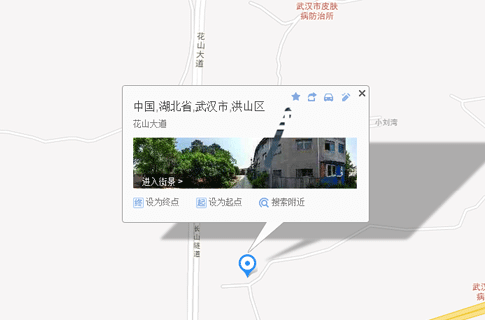 武汉市皮肤
病防治所
花山大道
中国,湖北省,武汉市,洪山区
花山大道
小刘湾
进入街景 >
终 设为终点
起 设为起点
搜索附近
长山隧道
武汉
病